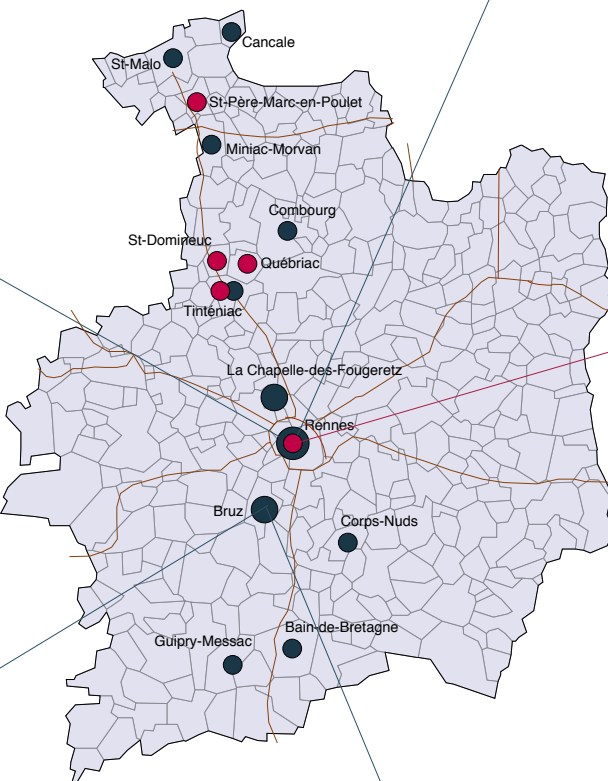 Cancale
St-Malo
St-Père-Marc-en-Poulet
Miniac-Morvan
Combourg
St-Domineuc
Québriac
Tinténiac
La Chapelle-des-Fougeretz
Rennes
Bruz
Corps-Nuds
Bain-de-Bretagne
Guipry-Messac